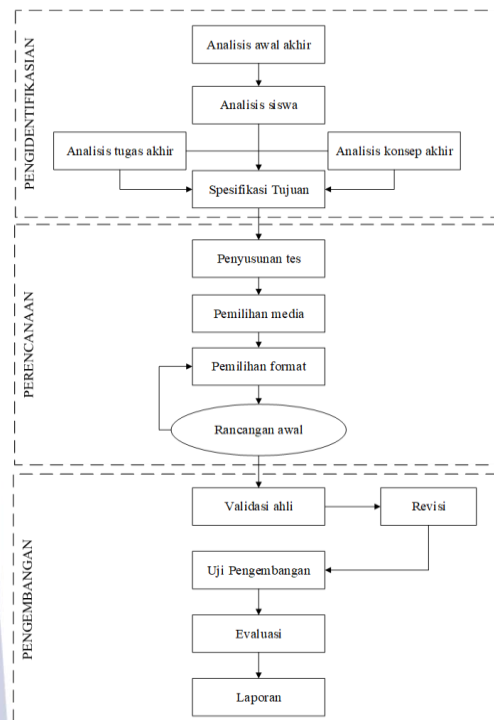 PENGIDENTIFIKASIAN
Analisis awal akhir
Analisis siswa
Analisis tugas akhir
Analisis konsep akhir
Spesifikasi Tujuan
PERENCANAAN
Penyusunan tes
Pemilihan media
Pemilihan format
Rancangan awal
PENGEMBANGAN
Validasi ahli
Revisi
Uji Pengembangan
Evaluasi
Laporan